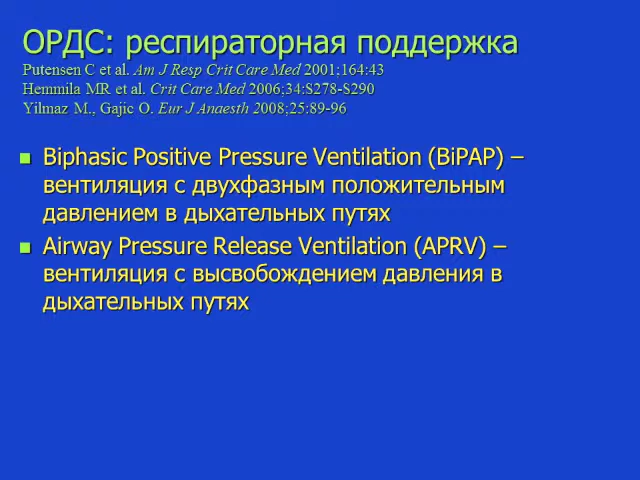 ОРДС: респираторная поддержка
Putensen C et al. Am J Resp Crit Care Med 2001;164:43
Hemmila MR et al. Crit Care Med 2006;34:S278-S290
Yilmaz M., Gajic O. Eur J Anaesth 2008;25:89-96
Biphasic Positive Pressure Ventilation (BiPAP) –
вентиляция с двухфазным положительным
давлением в дыхательных путях
Airway Pressure Release Ventilation (APRV) –
вентиляция с высвобождением давления в
дыхательных путях